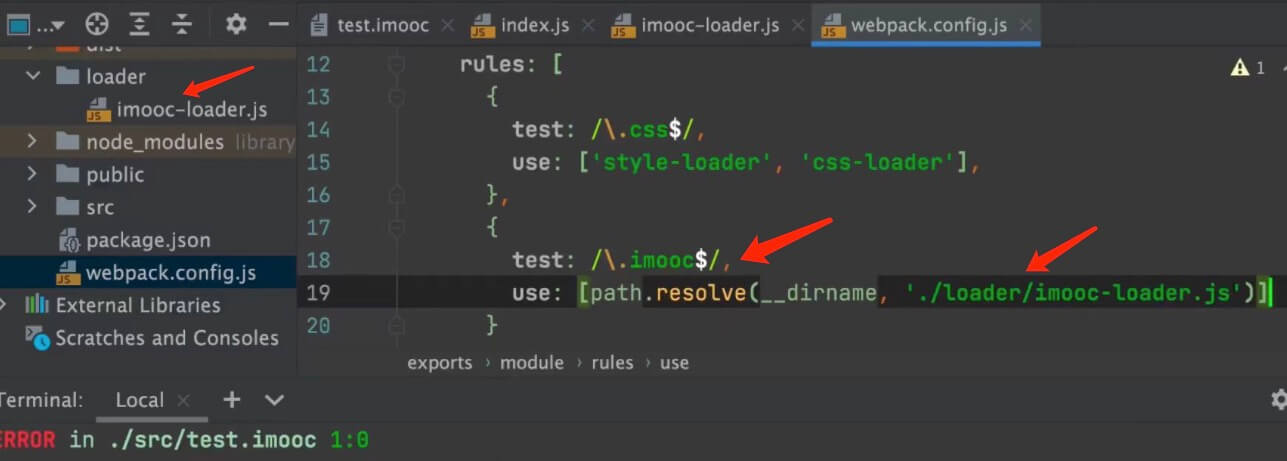 test.imooc index.js imooc-loader.js webpack.config.js
loader
imooc-loader.js
node_modules library
public
src
package.json
webpack.config.js
External Libraries
Scratches and Consoles
12 rules: [
13 {
14 test: /\.css$/,
15 use: ['style-loader', 'css-loader'],
16 },
17 {
18 test: /\.imooc$/,
19 use: [path.resolve(__dirname, './loader/imooc-loader.js')]
20 }
1
exports › module › rules › use
Terminal: Local
ERROR in ./src/test.imooc 1:0